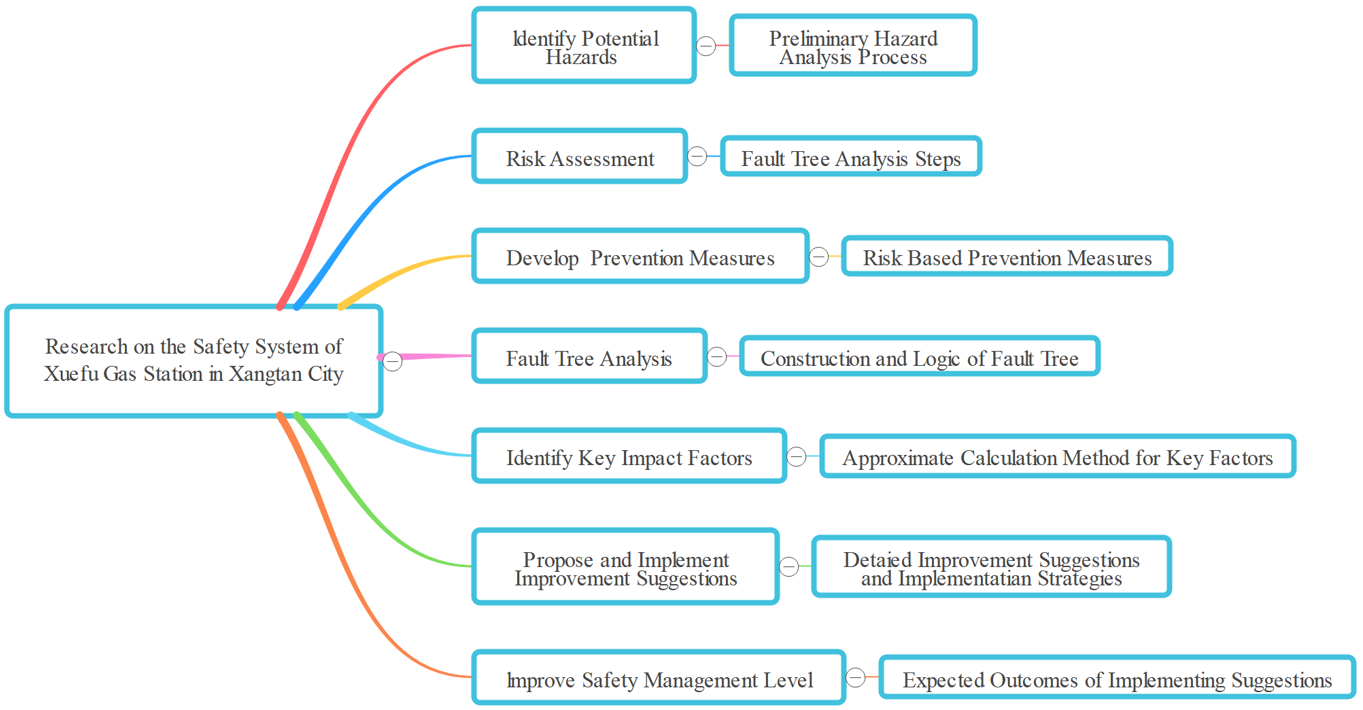 Identify Potential
Hazards
Preliminary Hazard
Analysis Process
Risk Assessment
Fault Tree Analysis Steps
Develop Prevention Measures
Risk Based Prevention Measures
Research on the Safety System of
Xuefu Gas Station in Xangtan City
Fault Tree Analysis
Construction and Logic of Fault Tree
Identify Key Impact Factors
Approximate Calculation Method for Key Factors
Propose and Implement
Improvement Suggestions
Detaied Improvement Suggestions
and Implementatian Strategies
Improve Safety Management Level
Expected Outcomes of Implementing Suggestions